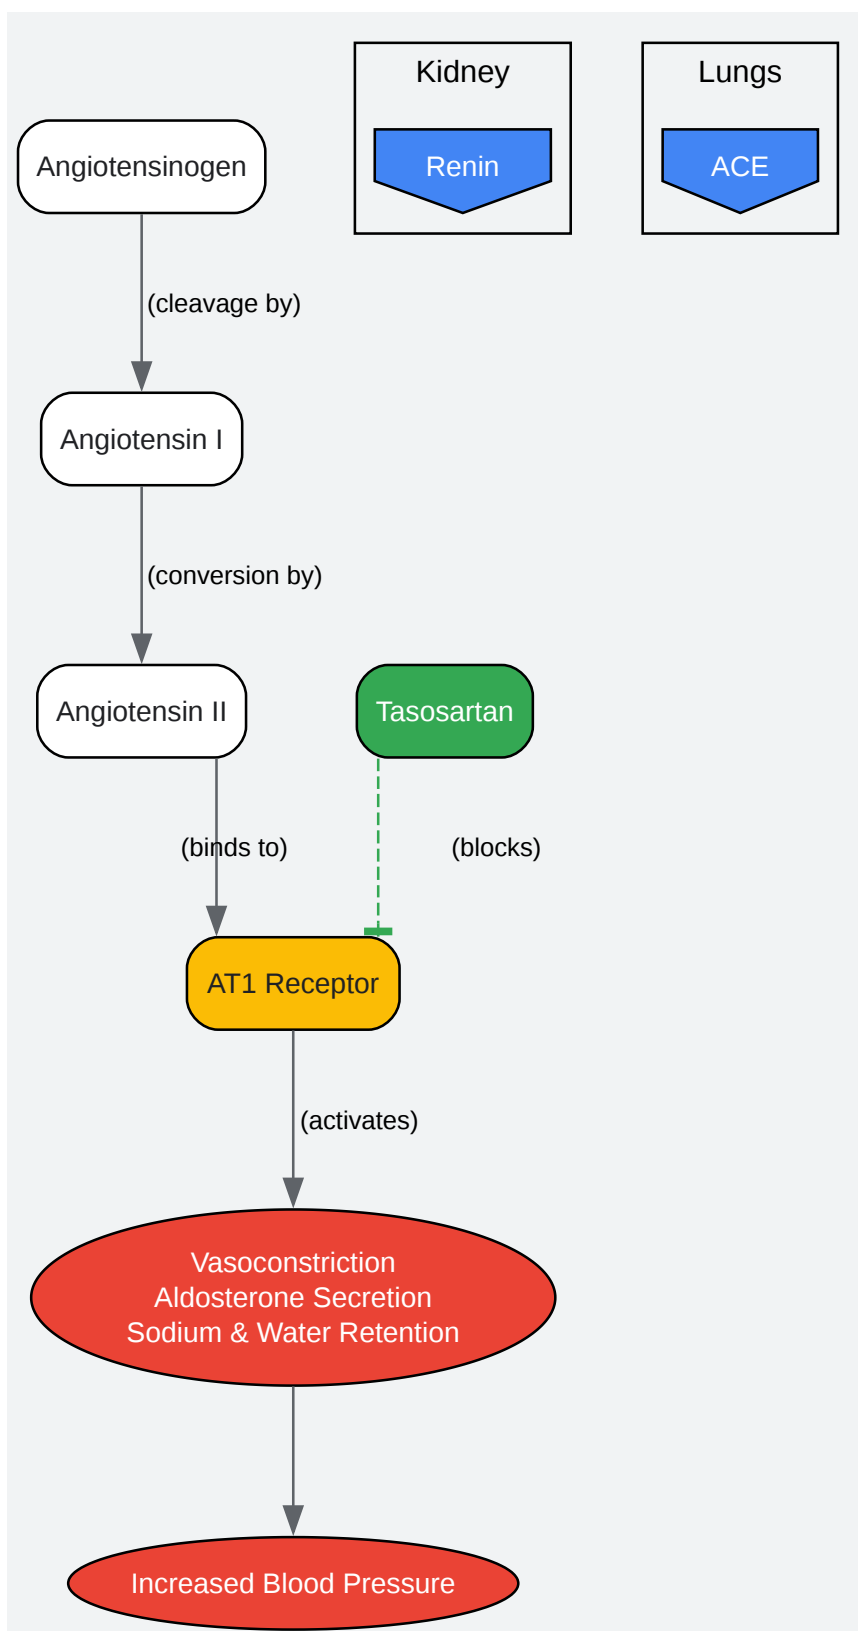 Kidney
Lungs
Angiotensinogen
Renin
ACE
(cleavage by)
Angiotensin I
(conversion by)
Angiotensin II
Tasosartan
(binds to)
(blocks)
AT1 Receptor
(activates)
Vasoconstriction
Aldosterone Secretion
Sodium & Water Retention
Increased Blood Pressure